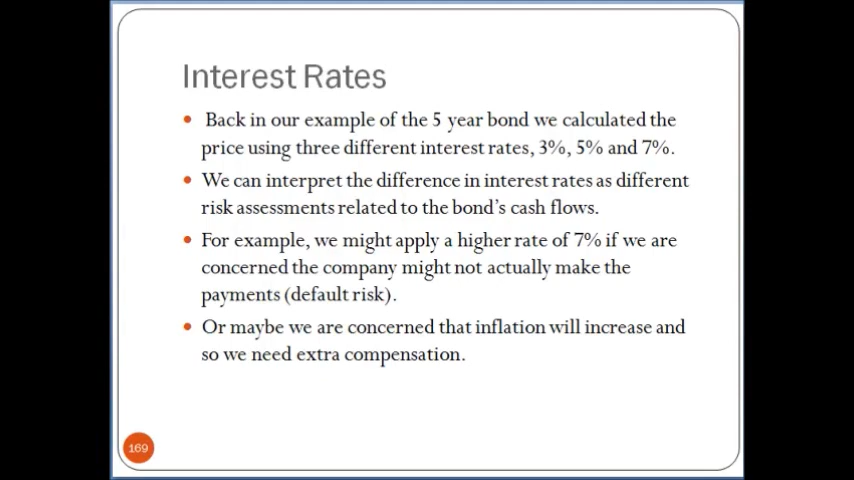 Interest Rates
Back in our example of the 5 year bond we calculated the
price using three different interest rates, 3%, 5% and 7%.
We can interpret the difference in interest rates as different
risk assessments related to the bond's cash flows.
For example, we might apply a higher rate of 7% if we are
concerned the company might not actually make the
payments (default risk).
Or maybe we are concerned that inflation will increase and
so we need extra compensation.
169